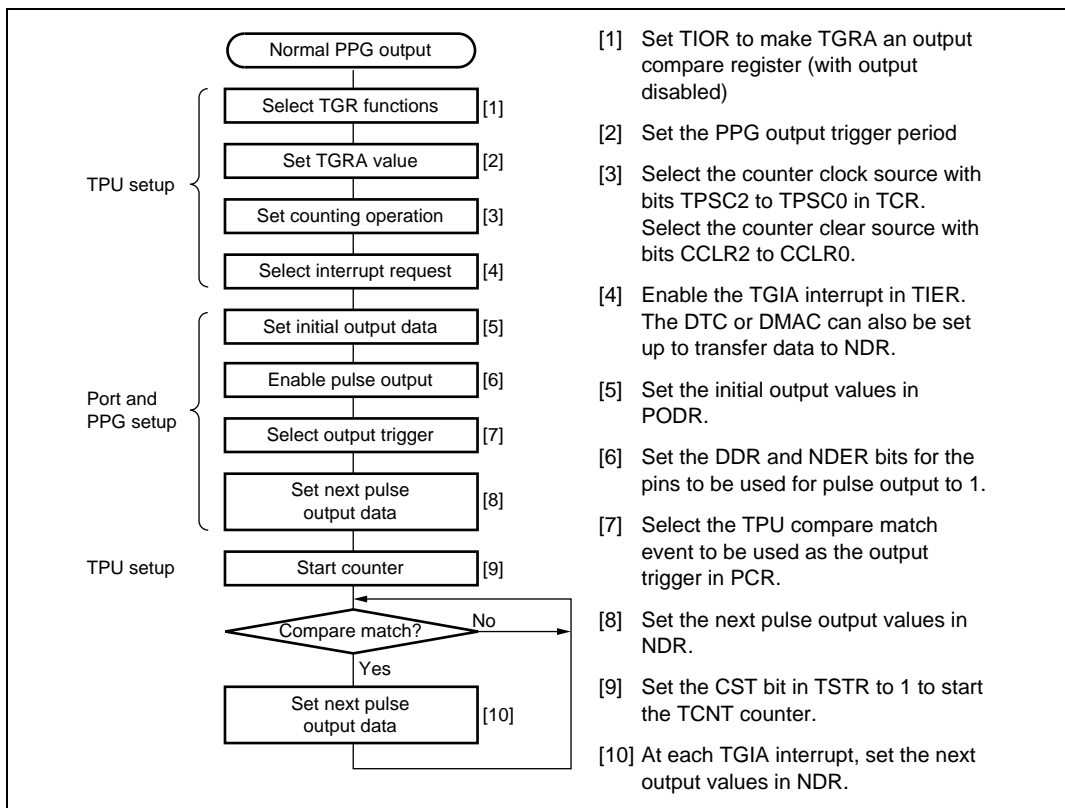 Normal PPG output
Select TGR functions [1]
Set TGRA value [2]
TPU setup
Set counting operation [3]
Select interrupt request [4]
Set initial output data [5]
Enable pulse output [6]
Port and
PPG setup
Select output trigger [7]
Set next pulse
output data [8]
TPU setup
Start counter [9]
Compare match?
No
Yes
Set next pulse
output data [10]
[1] Set TIOR to make TGRA an output
compare register (with output
disabled)
[2] Set the PPG output trigger period
[3] Select the counter clock source with
bits TPSC2 to TPSC0 in TCR.
Select the counter clear source with
bits CCLR2 to CCLR0.
[4] Enable the TGIA interrupt in TIER.
The DTC or DMAC can also be set
up to transfer data to NDR.
[5] Set the initial output values in
PODR.
[6] Set the DDR and NDER bits for the
pins to be used for pulse output to 1.
[7] Select the TPU compare match
event to be used as the output
trigger in PCR.
[8] Set the next pulse output values in
NDR.
[9] Set the CST bit in TSTR to 1 to start
the TCNT counter.
[10] At each TGIA interrupt, set the next
output values in NDR.